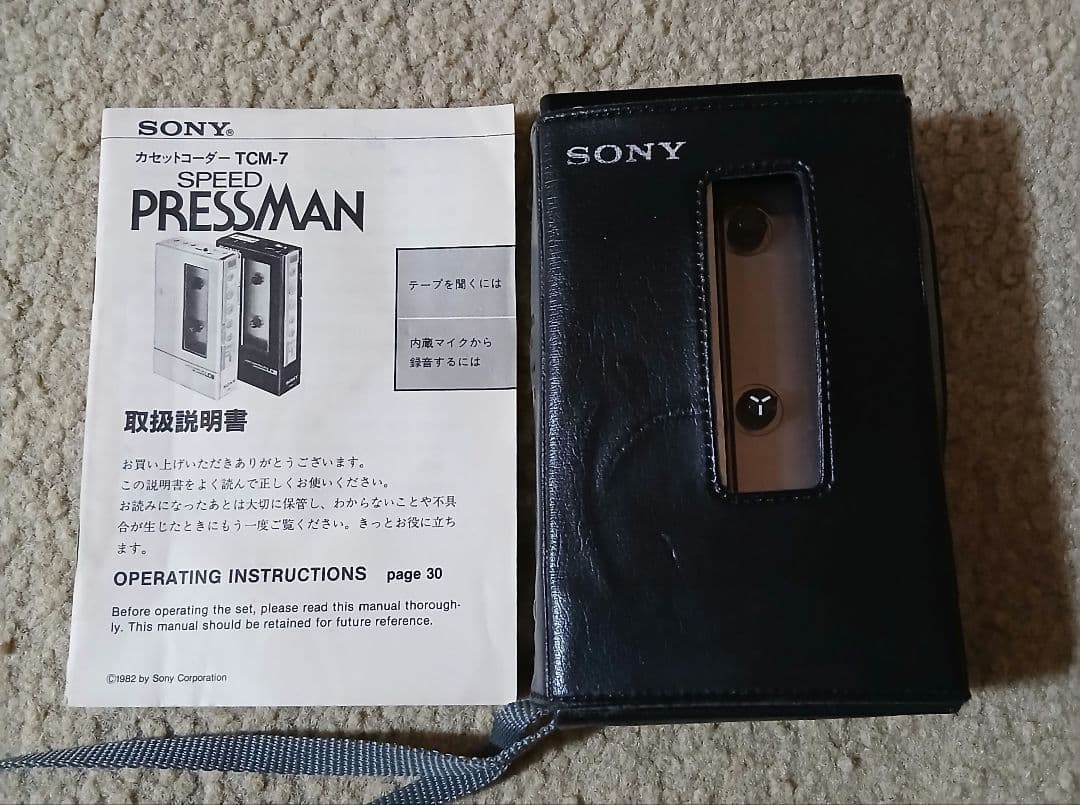 SONY®
カセットコーダー TCM-7
SPEED
PRESSMAN
テープを聞くには
内蔵マイクから
録音するには
取扱説明書
お買い上げいただきありがとうございます。
この説明書をよく読んで正しくお使いください。
お読みになったあとは大切に保管し、わからないことや不具
合が生じたときにもう一度ご覧ください。きっとお役に立ち
ます。
OPERATING INSTRUCTIONS page 30
Before operating the set, please read this manual thorough-
ly. This manual should be retained for future reference.
©1982 by Sony Corporation
SONY